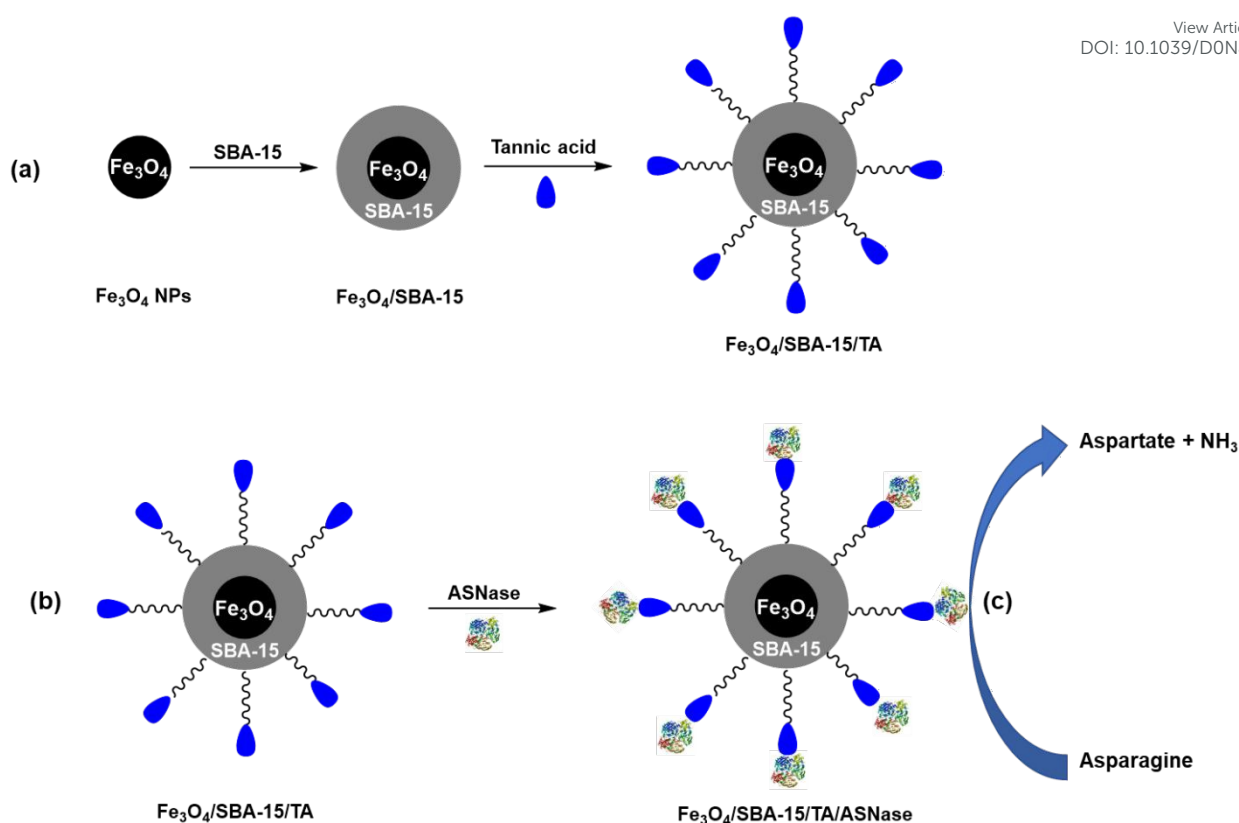 View Arti
DOI: 10.1039/D0N
(a)
Fe₃O₄
SBA-15
Fe₃O₄
SBA-15
Tannic acid
Fe₃O₄
SBA-15
Fe₃O₄ NPs
Fe₃O₄/SBA-15
Fe₃O₄/SBA-15/TA
(b)
Fe₃O₄
SBA-15
ASNase
Fe₃O₄
SBA-15
(c)
Aspartate + NH₃
Asparagine
Fe₃O₄/SBA-15/TA
Fe₃O₄/SBA-15/TA/ASNase